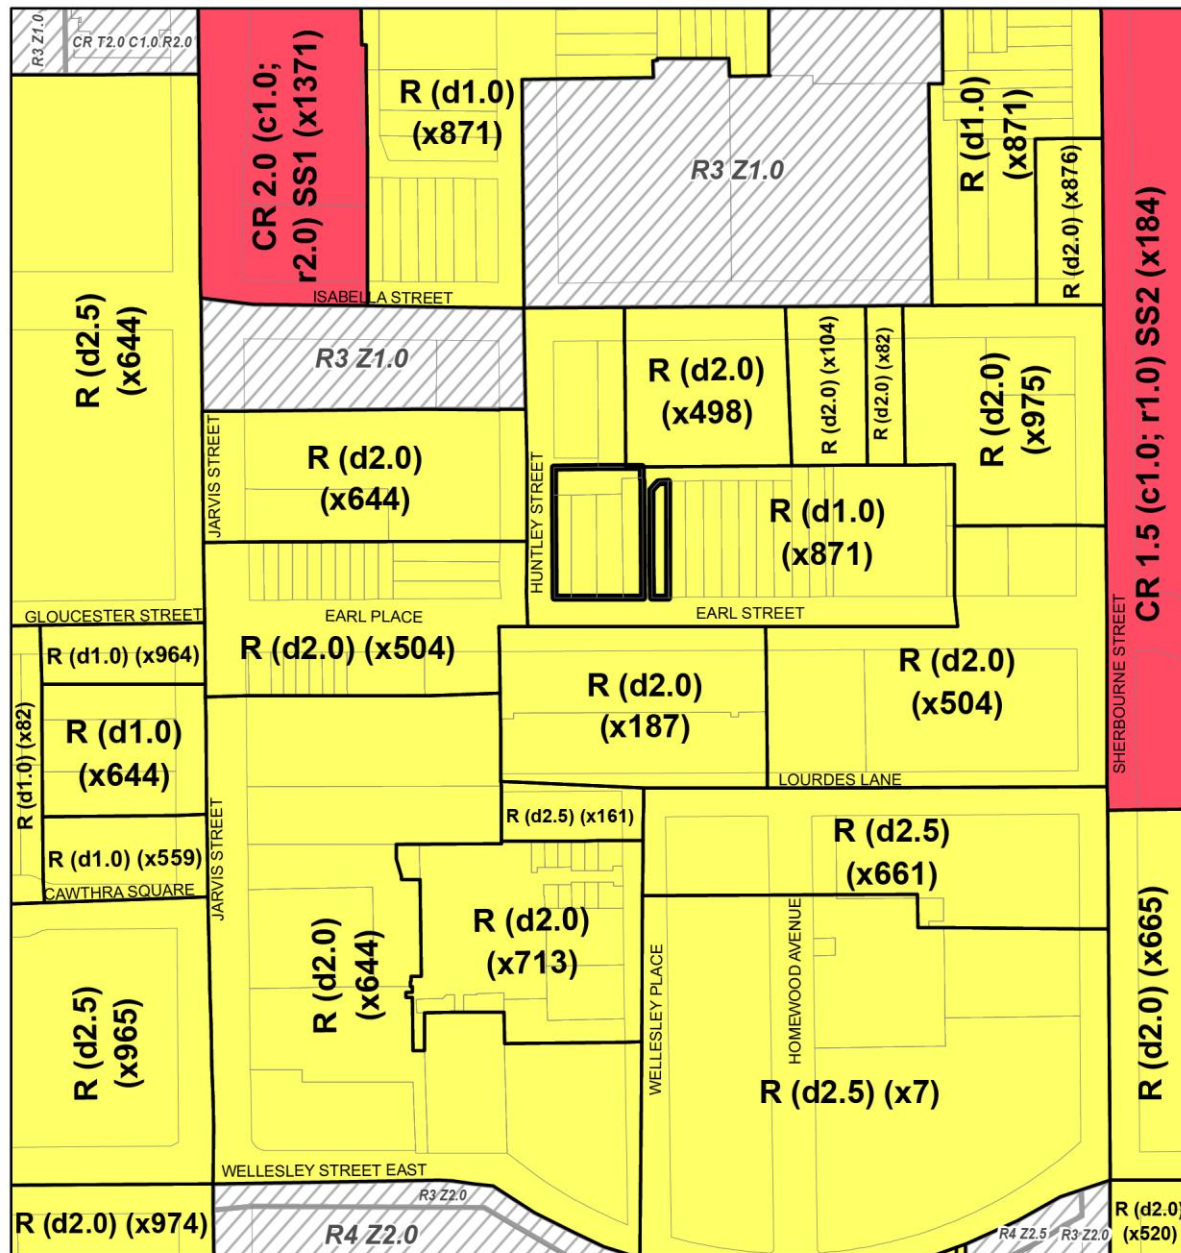 R3 Z1.0
CR T2.0 C1.0 R2.0
CR 2.0 (c1.0;
r2.0) SS1 (x1371)
R (d1.0)
(x871)
R3 Z1.0
R (d1.0)
(x871)
R (d2.0) (x876)
CR 1.5 (c1.0; r1.0) SS2 (x184)
ISABELLA STREET
R (d2.5)
(x644)
R3 Z1.0
R (d2.0)
(x498)
R (d2.0) (x104)
R (d2.0) (x82)
R (d2.0)
(x975)
JARVIS STREET
R (d2.0)
(x644)
HUNTLEY STREET
R (d1.0)
(x871)
GLOUCESTER STREET
EARL PLACE
EARL STREET
R (d2.0) (x504)
R (d1.0) (x964)
R (d2.0)
(x187)
R (d2.0)
(x504)
SHERBOURNE STREET
R (d1.0) (x82)
R (d1.0)
(x644)
LOURDES LANE
R (d2.5) (x161)
R (d2.5)
(x661)
R (d1.0) (x559)
CAWTHRA SQUARE
JARVIS STREET
R (d2.0)
(x644)
R (d2.0)
(x713)
WELLESLEY PLACE
HOMEWOOD AVENUE
R (d2.0) (x665)
R (d2.5)
(x965)
R (d2.5) (x7)
WELLESLEY STREET EAST
R3 Z2.0
R (d2.0) (x974)
R4 Z2.0
R4 Z2.5
R3 Z2.0
R (d2.0)
(x520)